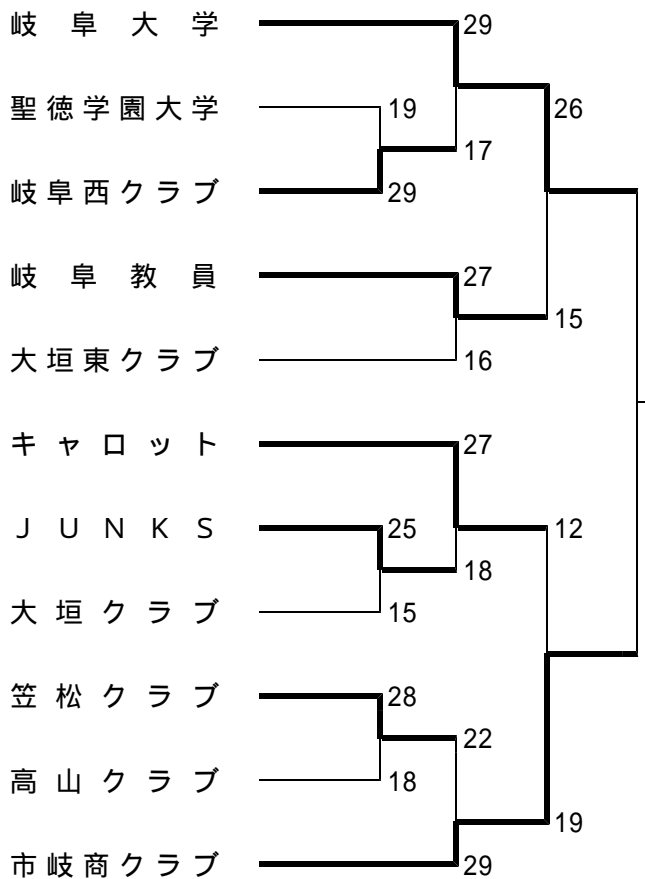 岐阜大学 29
聖徳学園大学 19 26
17
岐阜西クラブ 29
岐阜教員 27
15
大垣東クラブ 16
キャロット 27
JUNKS 25 12
18
大垣クラブ 15
笠松クラブ 28
22
高山クラブ 18
19
市岐商クラブ 29